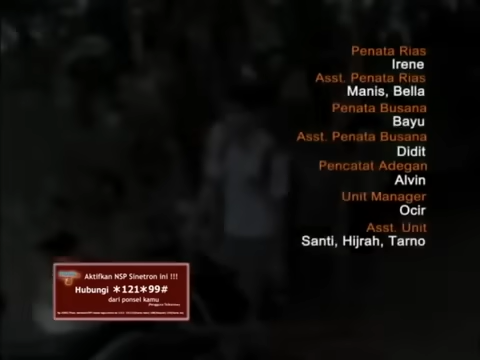 Penata Rias
Irene
Asst. Penata Rias
Manis, Bella
Penata Busana
Bayu
Asst. Penata Busana
Didit
Pencatat Adegan
Alvin
Unit Manager
Ocir
Asst. Unit
Santi, Hijrah, Tarno
Aktifkan NSP Sinetron ini !!!
Hubungi *121*99#
dari ponsel kamu